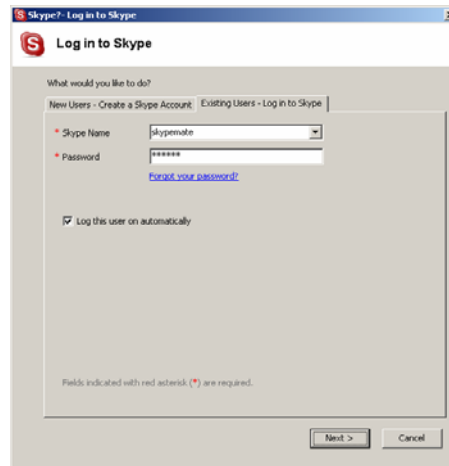 Skype?- Log in to Skype
Log in to Skype
What would you like to do?
New Users - Create a Skype Account
Existing Users - Log in to Skype
* Skype Name
skypemate
* Password
******
Forgot your password?
Log this user on automatically
Fields indicated with red asterisk (*) are required.
Next >
Cancel